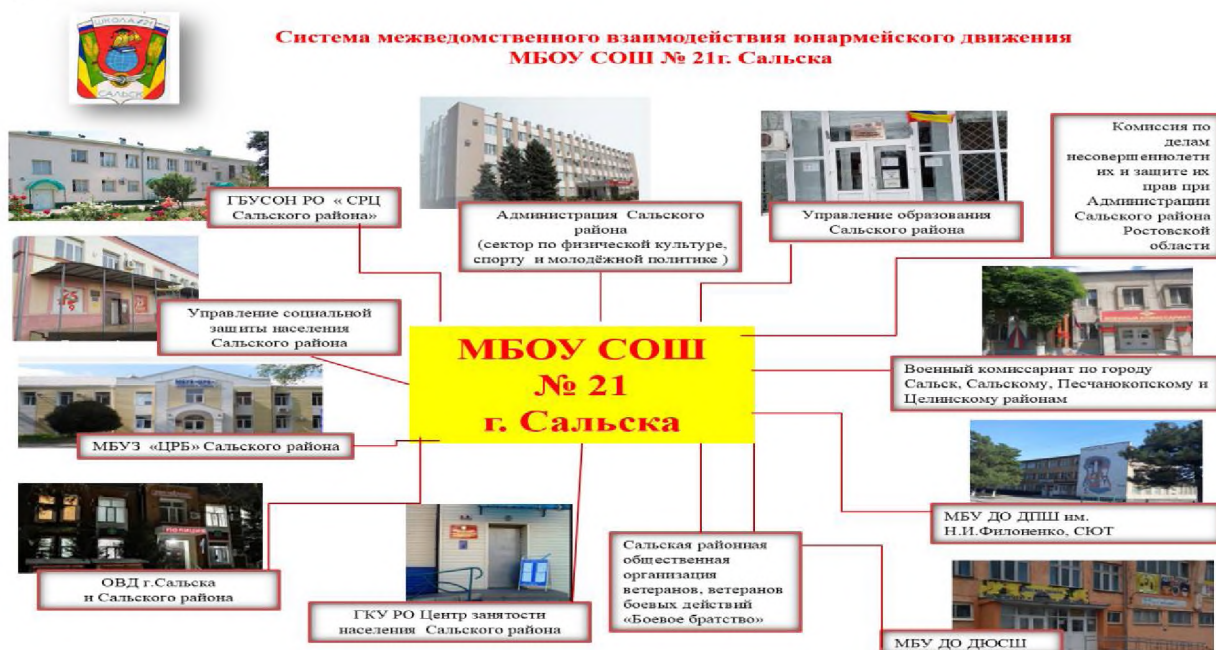 ШКОЛА №21
САЛЬСК
Система межведомственного взаимодействия юнармейского движения
МБОУ СОШ № 21г. Сальска
ГБУСОН РО « СРЦ
Сальского района»
Администрация Сальского
района
(сектор по физической культуре,
спорту и молодёжной политике )
Управление образования
Сальского района
Комиссия по
делам
несовершеннолетн
их и защите их
прав при
Администрации
Сальского района
Ростовской
области
Управление социальной
защиты населения
Сальского района
МБОУ СОШ
№ 21
г. Сальска
Военный комиссариат по городу
Сальск, Сальскому, Песчанокопскому и
Целинскому районам
МБУЗ «ЦРБ» Сальского района
МБУ ДО ДПШ им.
Н.И.Филоненко, СЮТ
ПОЛИЦИЯ
ОВД г.Сальска
и Сальского района
ГКУ РО Центр занятости
населения Сальского района
Сальская районная
общественная
организация
ветеранов, ветеранов
боевых действий
«Боевое братство»
МБУ ДО ДЮСШ